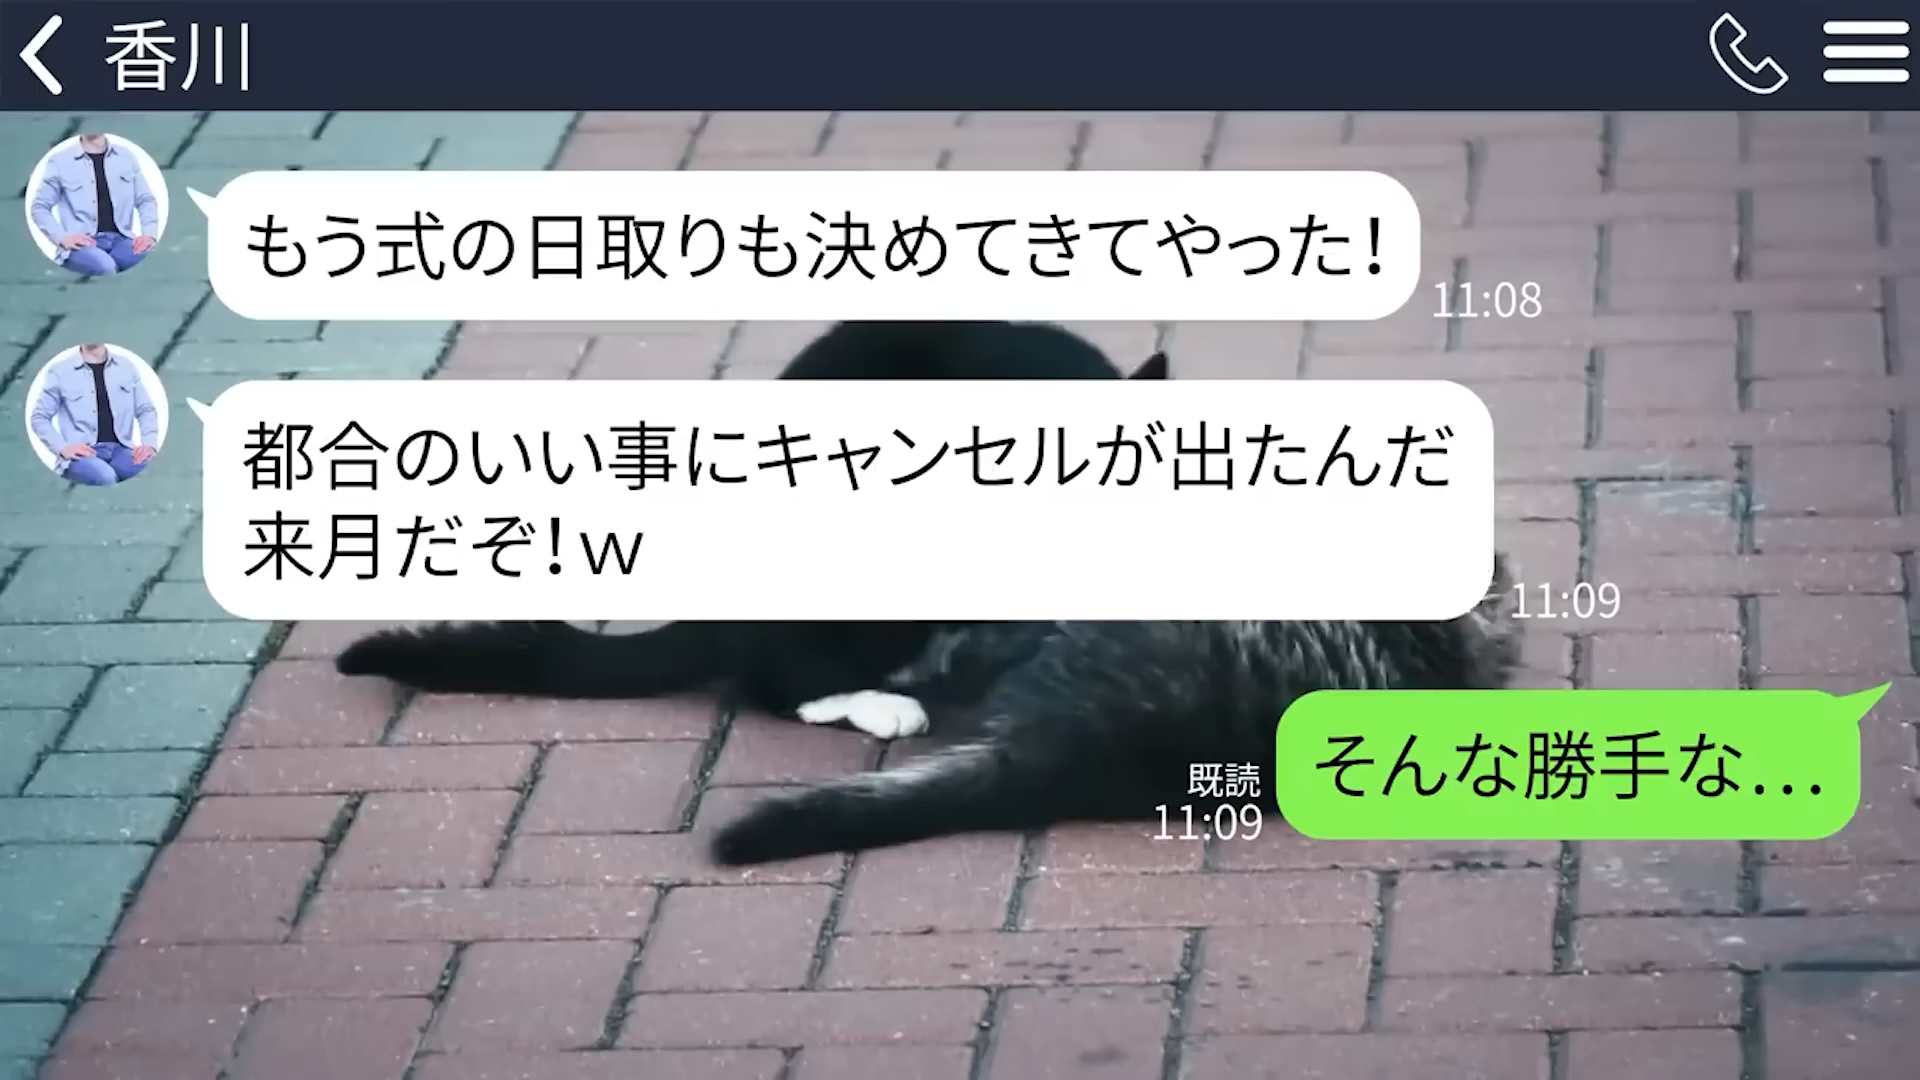 香川
もう式の日取りも決めてきてやった！
11:08
都合のいい事にキャンセルが出たんだ
来月だぞ！ｗ
11:09
そんな勝手な…
既読
11:09